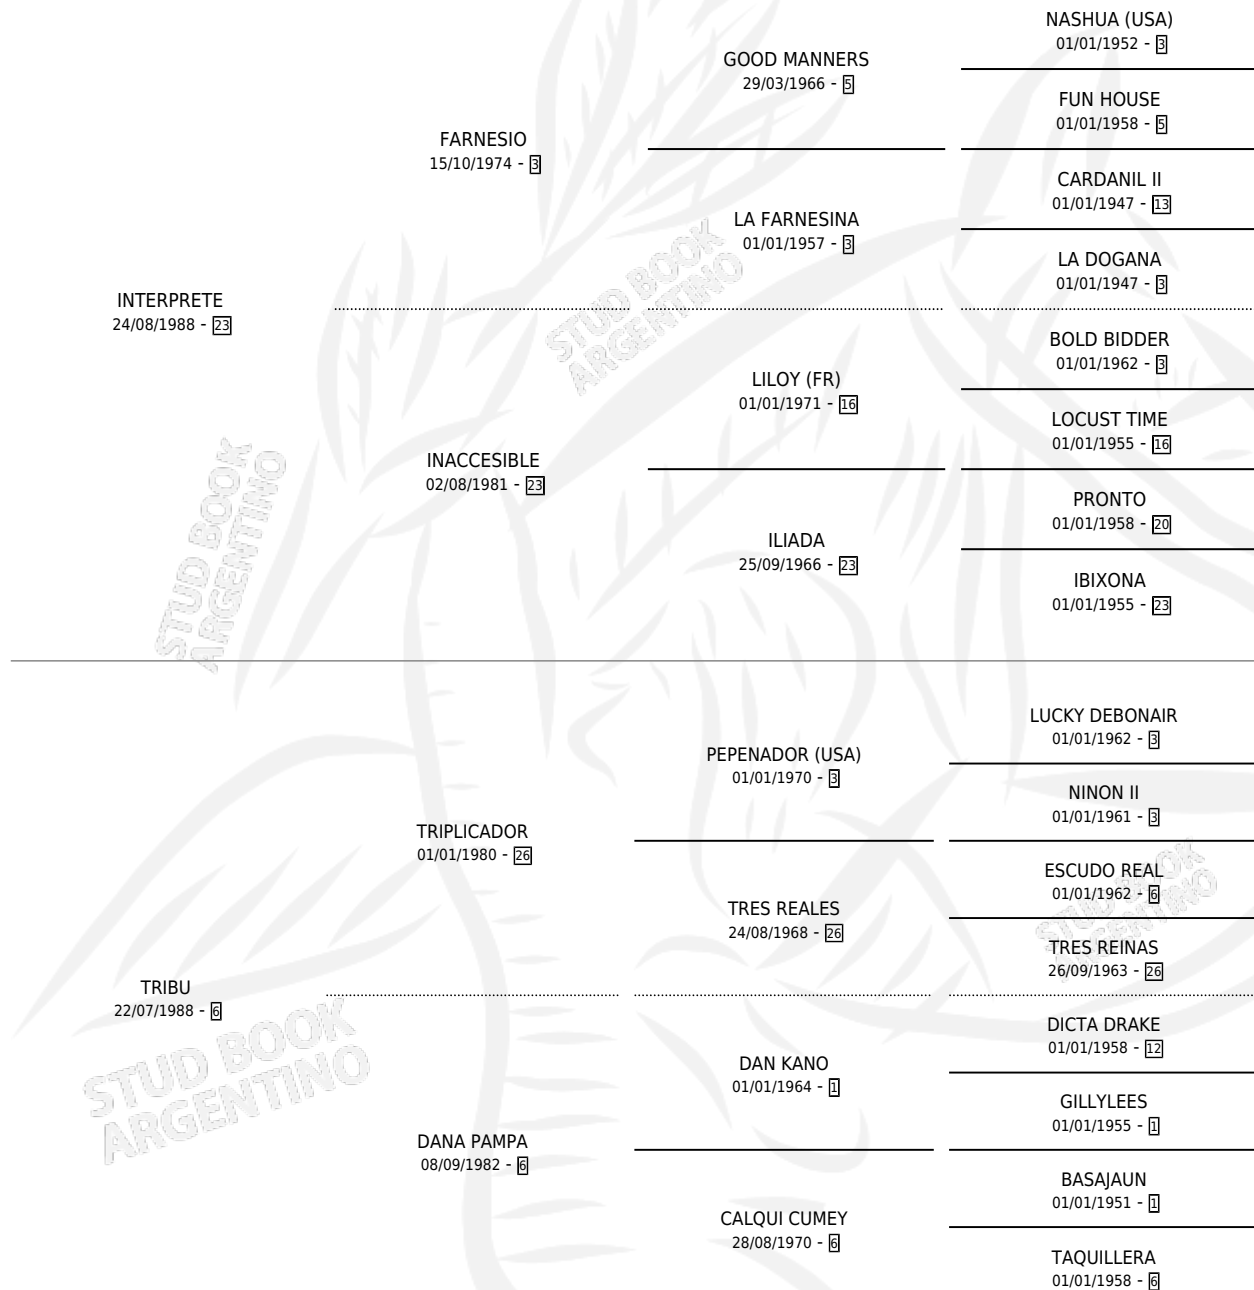 NASHUA (USA)
01/01/1952 - 3
GOOD MANNERS
29/03/1966 - 5
FUN HOUSE
01/01/1958 - 5
FARNESIO
15/10/1974 - 3
CARDANIL II
01/01/1947 - 13
LA FARNESINA
01/01/1957 - 3
LA DOGANA
01/01/1947 - 3
INTERPRETE
24/08/1988 - 23
BOLD BIDDER
01/01/1962 - 3
LILOY (FR)
01/01/1971 - 16
LOCUST TIME
01/01/1955 - 16
INACCESIBLE
02/08/1981 - 23
PRONTO
01/01/1958 - 20
ILIADA
25/09/1966 - 23
IBIXONA
01/01/1955 - 23
STUD BOOK
ARGENTINO
STUD BOOK
ARGENTINO
LUCKY DEBONAIR
01/01/1962 - 3
PEPENADOR (USA)
01/01/1970 - 3
NINON II
01/01/1961 - 3
TRIPLICADOR
01/01/1980 - 26
ESCUDO REAL
01/01/1962 - 6
TRES REALES
24/08/1968 - 26
TRES REINAS
26/09/1963 - 26
STUD BOOK
ARGENTINO
TRIBU
22/07/1988 - 6
DICTA DRAKE
01/01/1958 - 12
DAN KANO
01/01/1964 - 1
GILLYLEES
01/01/1955 - 1
DANA PAMPA
08/09/1982 - 6
BASAJAUN
01/01/1951 - 1
CALQUI CUMEY
28/08/1970 - 6
TAQUILLERA
01/01/1958 - 6
STUD BOOK
ARGENTINO